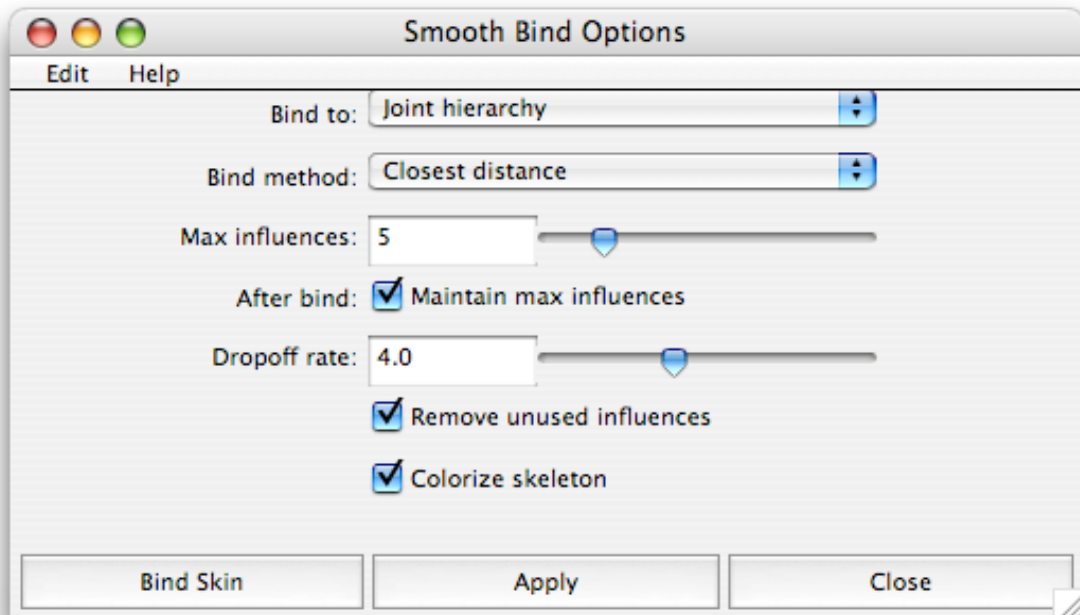 Smooth Bind Options
Edit Help
Bind to: Joint hierarchy
Bind method: Closest distance
Max influences: 5
After bind: Maintain max influences
Dropoff rate: 4.0
Remove unused influences
Colorize skeleton
Bind Skin Apply Close